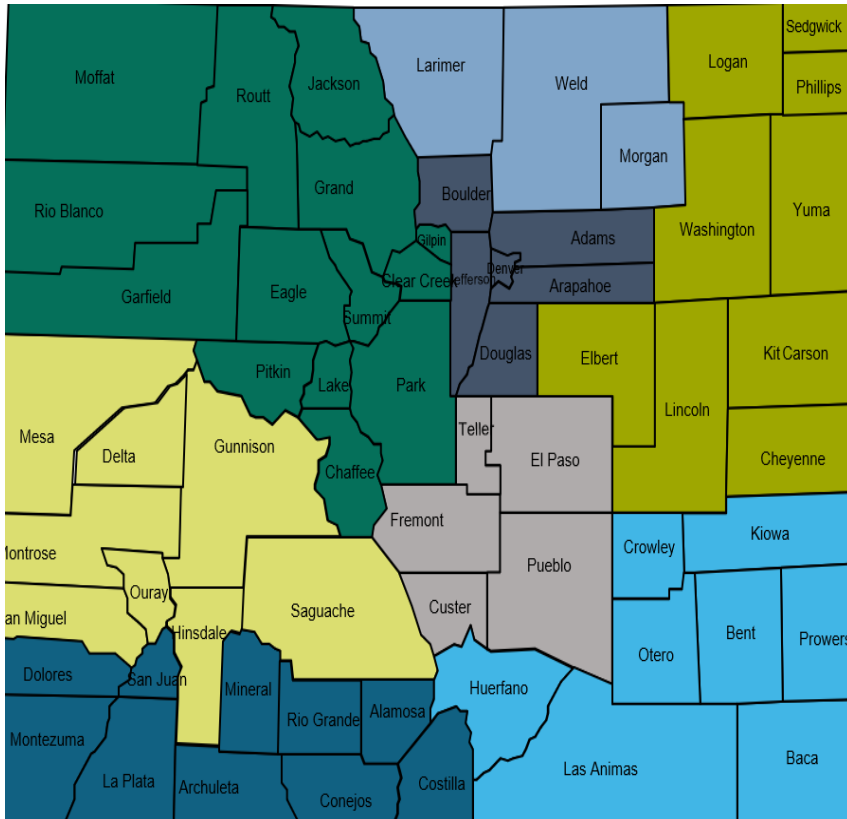 Sedgwick
Larimer
Logan
Moffat
Jackson
Weld
Phillips
Routt
Morgan
Grand
Boulder
Rio Blanco
Yuma
Washington
Gilpin
Adams
Denver
Clear Creek
Jefferson
Arapahoe
Eagle
Garfield
Summit
Douglas
Elbert
Kit Carson
Pitkin
Lake
Park
Lincoln
Teller
Mesa
Gunnison
Delta
Cheyenne
El Paso
Chaffee
Fremont
Kiowa
Crowley
Montrose
Pueblo
Ouray
Custer
Saguache
an Miguel
Hinsdale
Bent
Prowers
Otero
Dolores
San Juan
Mineral
Huerfano
Rio Grande
Alamosa
Montezuma
Baca
Las Animas
La Plata
Archuleta
Costilla
Conejos